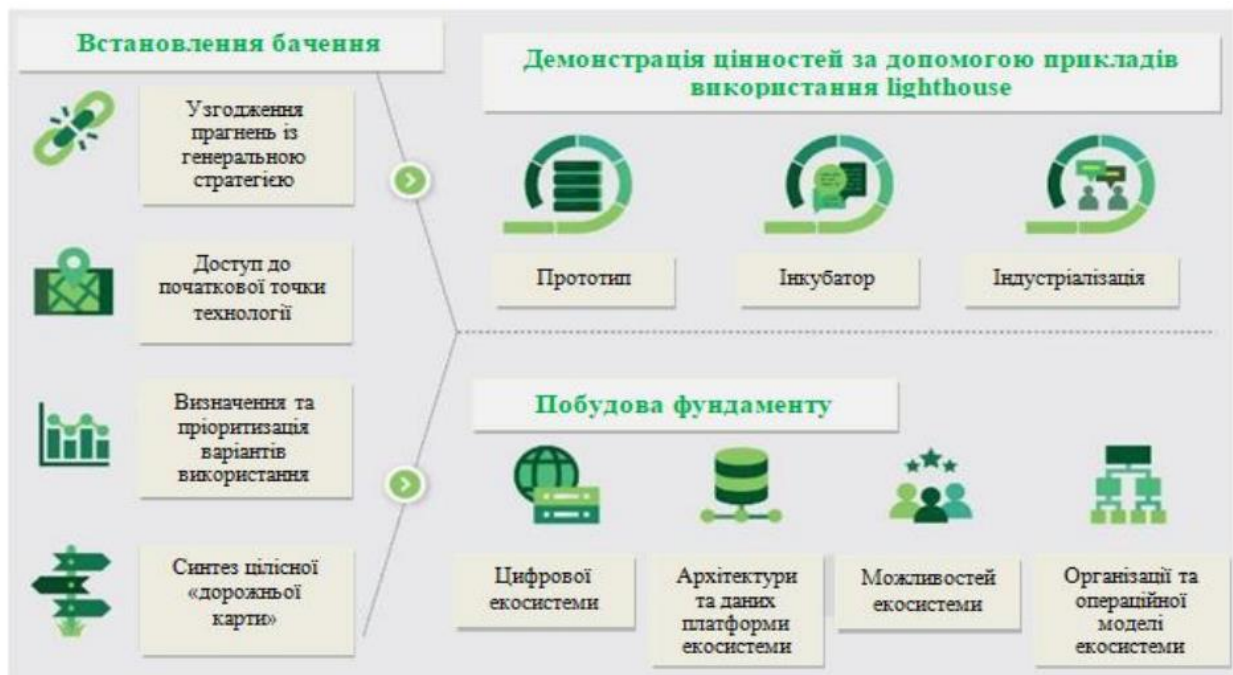 Встановлення бачення
Узгодження
прагнень із
генеральною
стратегією
Доступ до
початкової точки
технології
Визначення та
пріоритизація
варіантів
використання
Синтез цілісної
«дорожньої
карти»
Демонстрація цінностей за допомогою прикладів
використання lighthouse
Прототип
Інкубатор
Індустріалізація
Побудова фундаменту
Цифрової
екосистеми
Архітектури
та даних
платформи
екосистеми
Можливостей
екосистеми
Організації та
операційної
моделі
екосистеми